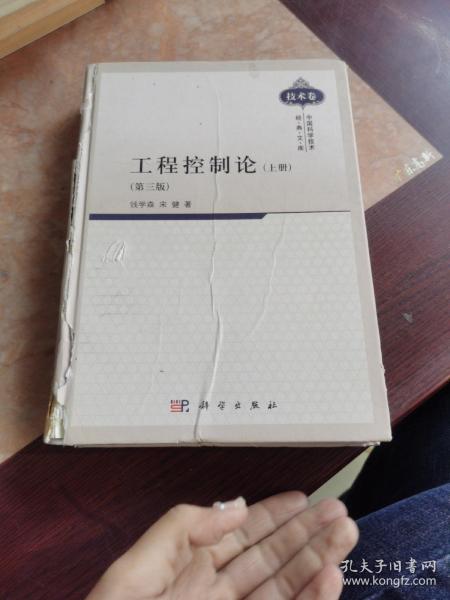 技术卷
中国科学技术
经·典·文·库
工程控制论(上册)
(第三版)
钱学森 宋 健 著
SP 科学出版社
孔夫子旧书网
www.kongfz.com